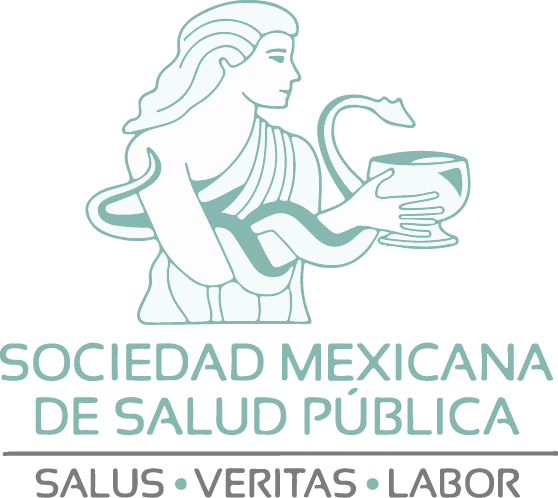 SOCIEDAD MEXICANA
DE SALUD PÚBLICA
SALUS • VERITAS • LABOR